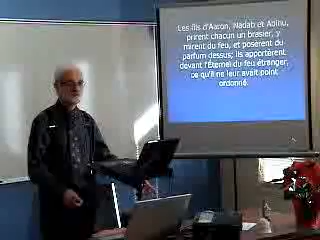 Les fils d'Aaron, Nadab et Abihu,
prirent chacun un brasier, y
mirent du feu, et posèrent du
parfum dessus; ils apportèrent
devant l'Éternel du feu étranger,
ce qu'il ne leur avait point
ordonné.